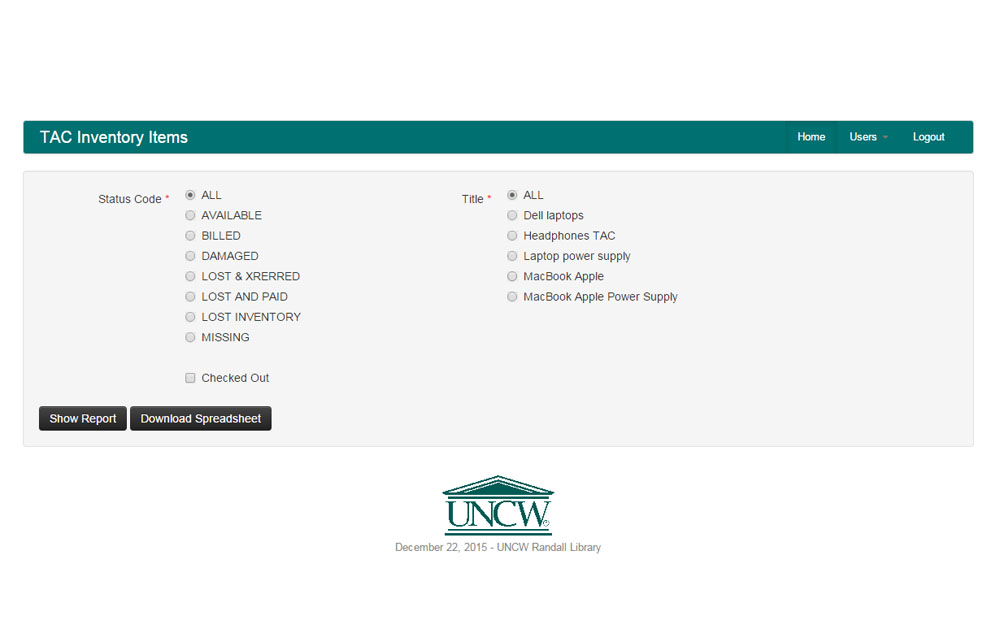 TAC Inventory Items
Home
Users
Logout
Status Code *
ALL
AVAILABLE
BILLED
DAMAGED
LOST & XRERRED
LOST AND PAID
LOST INVENTORY
MISSING
Checked Out
Title *
ALL
Dell laptops
Headphones TAC
Laptop power supply
MacBook Apple
MacBook Apple Power Supply
Show Report
Download Spreadsheet
UNCW®
December 22, 2015 - UNCW Randall Library